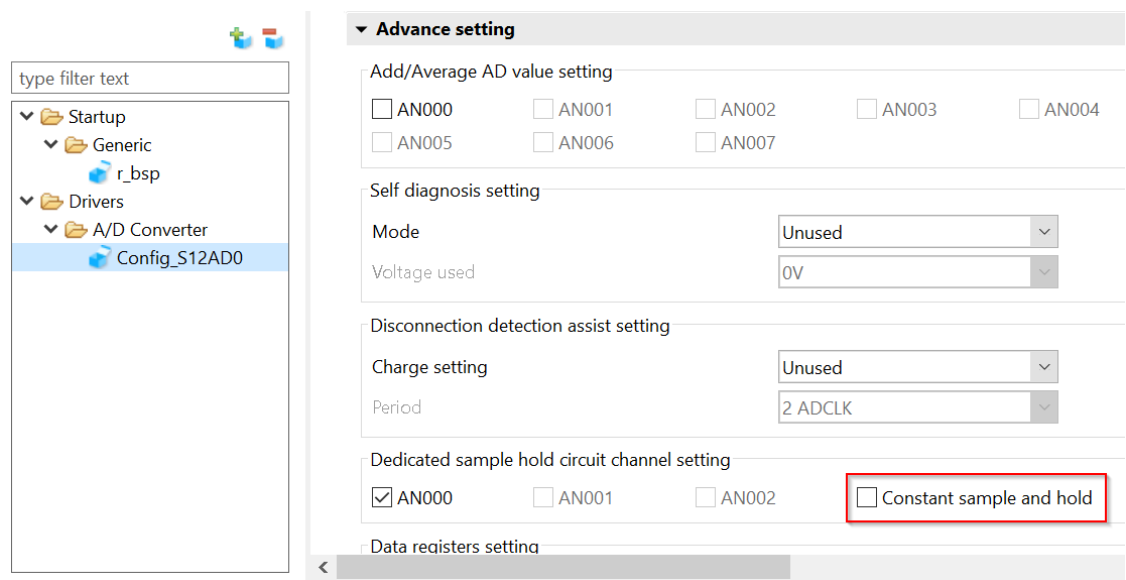 type filter text
Startup
Generic
r_bsp
Drivers
A/D Converter
Config_S12AD0
Advance setting
Add/Average AD value setting
AN000 AN001 AN002 AN003 AN004
AN005 AN006 AN007
Self diagnosis setting
Mode Unused
Voltage used 0V
Disconnection detection assist setting
Charge setting Unused
Period 2 ADCLK
Dedicated sample hold circuit channel setting
AN000 AN001 AN002 Constant sample and hold
Data registers setting